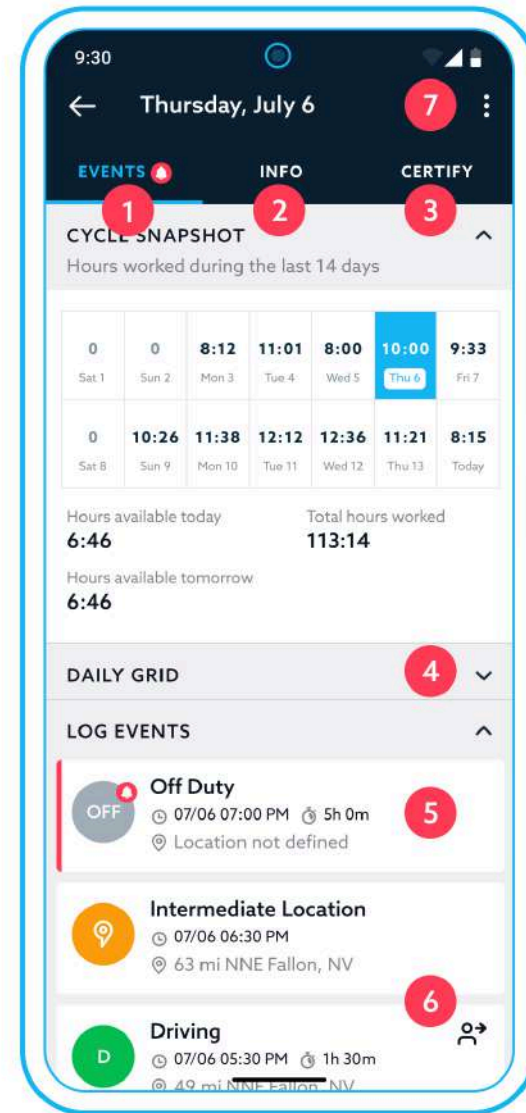 9:30
Thursday, July 6
7
EVENTS INFO CERTIFY
1 2 3
CYCLE SNAPSHOT
Hours worked during the last 14 days
0 0 8:12 11:01 8:00 10:00 9:33
Sat 1 Sun 2 Mon 3 Tue 4 Wed 5 Thu 6 Fri 7
0 10:26 11:38 12:12 12:36 11:21 8:15
Sat 8 Sun 9 Mon 10 Tue 11 Wed 12 Thu 13 Today
Hours available today Total hours worked
6:46 113:14
Hours available tomorrow
6:46
DAILY GRID 4
LOG EVENTS
Off Duty
OFF 07/06 07:00 PM 5h 0m 5
Location not defined
Intermediate Location
07/06 06:30 PM
63 mi NNE Fallon, NV
6
Driving
D 07/06 05:30 PM 1h 30m
49 mi NNE Fallon, NV